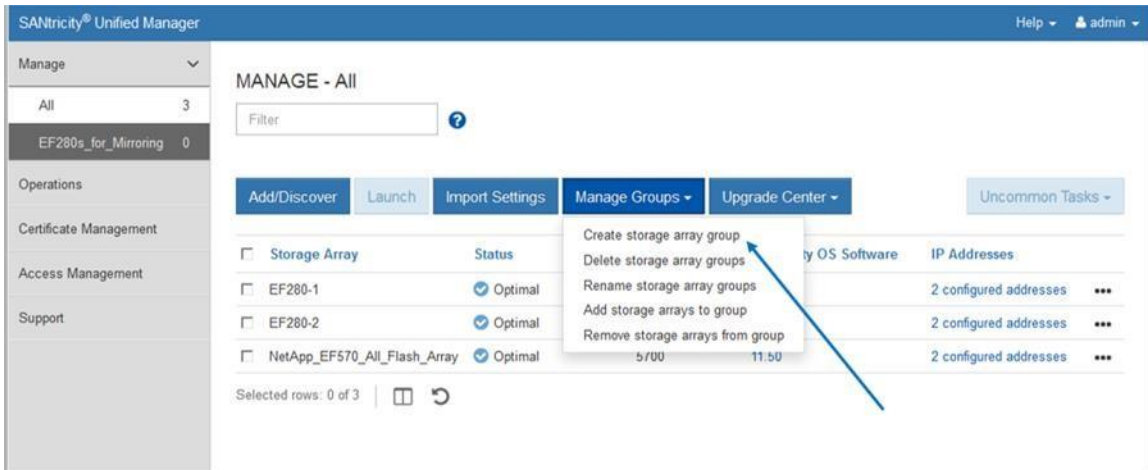 SANtricity® Unified Manager
Help admin
Manage
All 3
EF280s_for_Mirroring 0
Operations
Certificate Management
Access Management
Support
MANAGE - All
Filter
Add/Discover Launch Import Settings Manage Groups Upgrade Center Uncommon Tasks
Create storage array group
Delete storage array groups
Rename storage array groups
Add storage arrays to group
Remove storage arrays from group
Storage Array Status ty OS Software IP Addresses
EF280-1 Optimal 2 configured addresses
EF280-2 Optimal 2 configured addresses
NetApp_EF570_All_Flash_Array Optimal 5700 11.50 2 configured addresses
Selected rows: 0 of 3